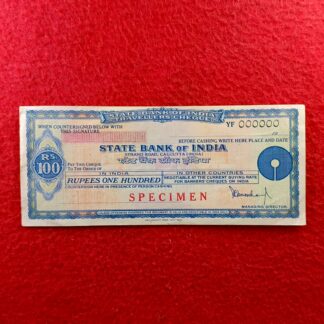 STATE BANK OF INDIA
TRAVELLERS CHEQUE
WHEN COUNTERSIGNED BELOW WITH
THIS SIGNATURE
YF 000000
19
BEFORE CASHING WRITE HERE PLACE AND DATE
STATE BANK OF INDIA
STRAND ROAD, CALCUTTA (INDIA)
RS
100
PAY THIS CHEQUE
TO THE ORDER OF
IN INDIA
IN OTHER COUNTRIES
RUPEES ONE HUNDRED
NEGOTIABLE AT THE CURRENT BUYING RATE
FOR BANKERS CHEQUES ON INDIA
COUNTERSIGN HERE IN PRESENCE OF PERSON CASHING
SPECIMEN
MANAGING DIRECTOR